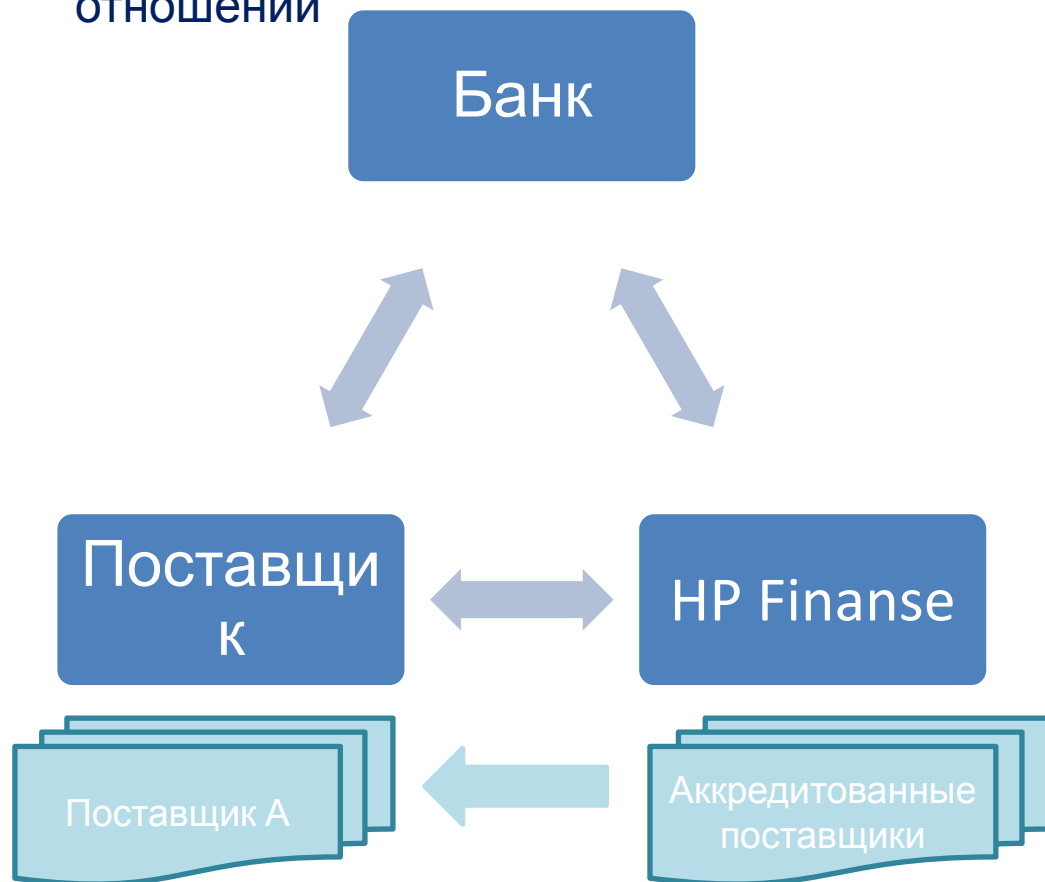 отношений
Банк
Поставщи
к
HP Finanse
Поставщик А
Аккредитованные
поставщики